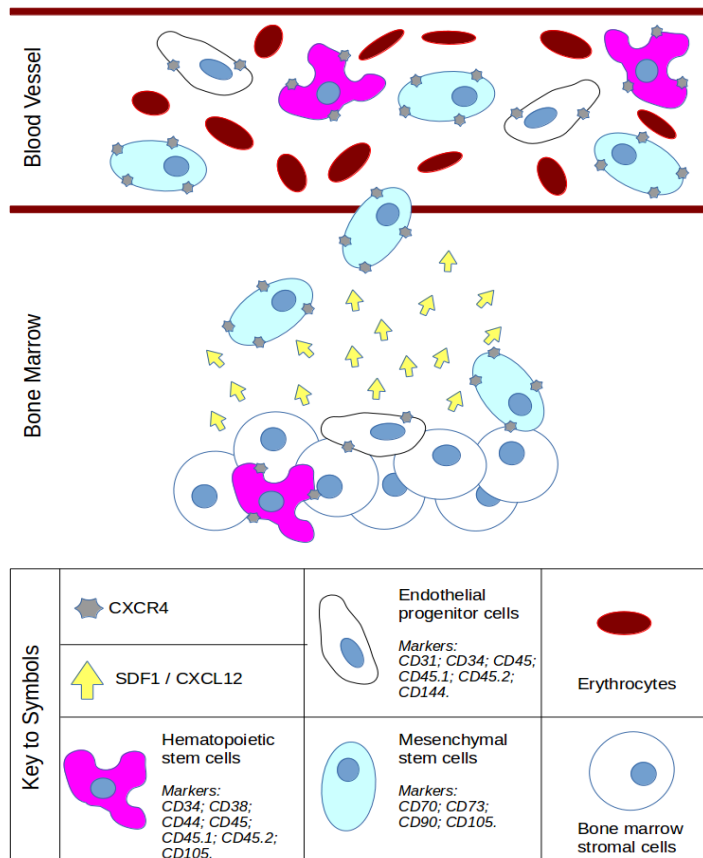 Blood Vessel
Bone Marrow
Key to Symbols
CXCR4
SDF1 / CXCL12
Endothelial
progenitor cells
Markers:
CD31; CD34; CD45;
CD45.1; CD45.2;
CD144.
Erythrocytes
Hematopoietic
stem cells
Markers:
CD34; CD38;
CD44; CD45;
CD45.1; CD45.2;
CD105.
Mesenchymal
stem cells
Markers:
CD70; CD73;
CD90; CD105.
Bone marrow
stromal cells